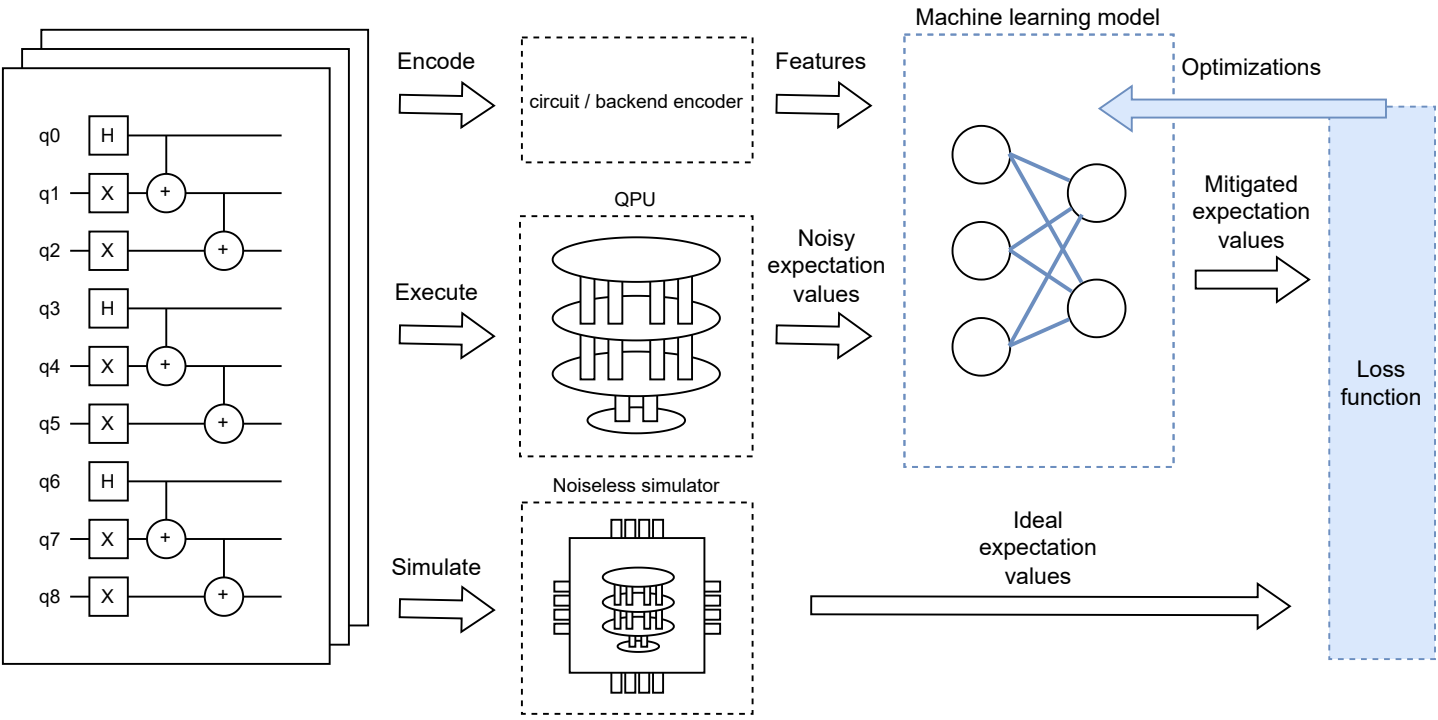 Machine learning model
Encode
circuit / backend encoder
Features
Optimizations
q0 H
q1 X +
q2 X +
q3 H
q4 X +
q5 X +
q6 H
q7 X +
q8 X +
QPU
Execute
Noisy
expectation
values
Mitigated
expectation
values
Loss
function
Noiseless simulator
Simulate
Ideal
expectation
values